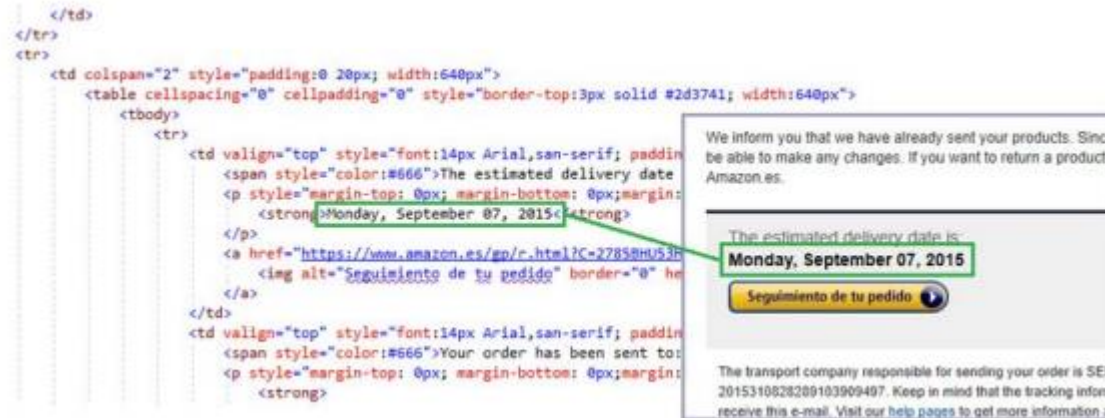 </td>
</tr>
<tr>
<td colspan="2" style="padding:0 20px; width:640px">
<table cellspacing="0" cellpadding="0" style="border-top:3px solid #2d3741; width:640px">
<tbody>
<tr>
<td valign="top" style="font:14px Arial,san-serif; paddin
<span style="color:#666">The estimated delivery date
<p style="margin-top: 0px; margin-bottom: 0px;margin:
<strong>Monday, September 07, 2015</strong>
</p>
<a href="https://www.amazon.es/gp/r.html?C=2785BHU53H
<img alt="Seguimiento de tu pedido" border="0" he
</a>
</td>
<td valign="top" style="font:14px Arial,san-serif; paddin
<span style="color:#666">Your order has been sent to:
<p style="margin-top: 0px; margin-bottom: 0px;margin:
<strong>
We inform you that we have already sent your products. Sinc
be able to make any changes. If you want to return a product
Amazon.es.
The estimated delivery date is:
Monday, September 07, 2015
Seguimiento de tu pedido
The transport company responsible for sending your order is SE
Keep in mind that the tracking infor
receive this e-mail. Visit our help pages to get more information